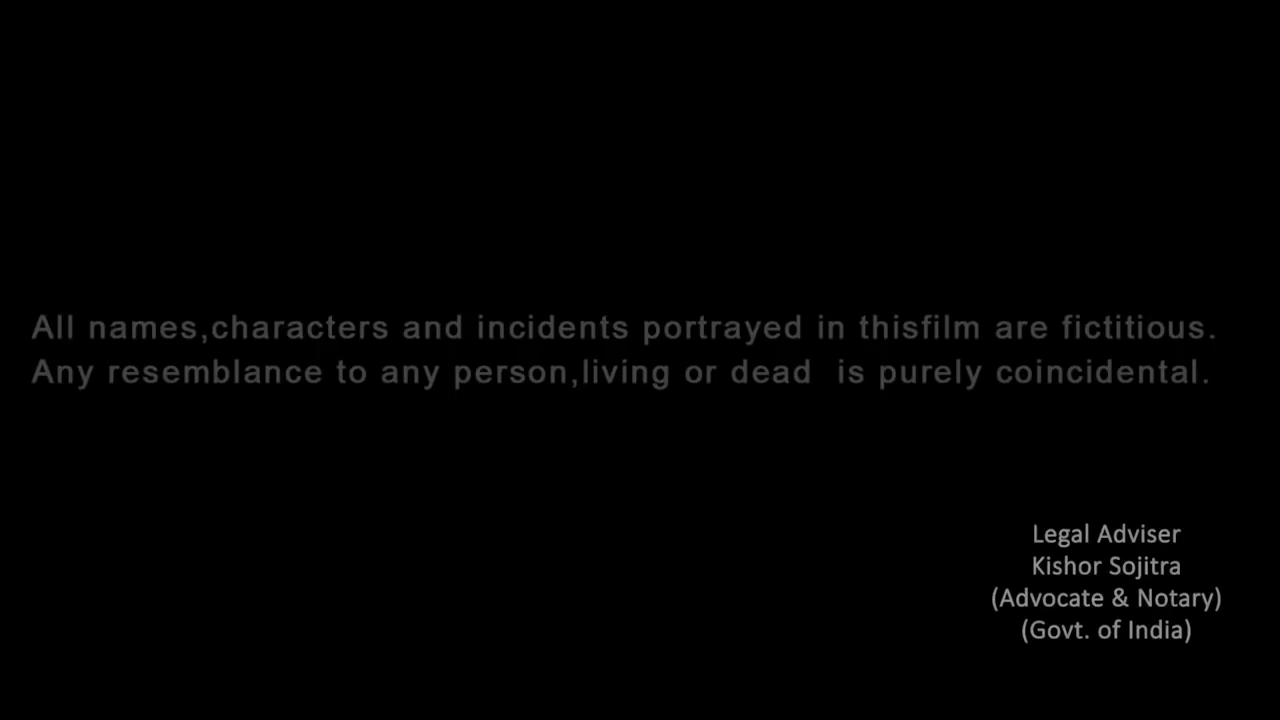 All names,characters and incidents portrayed in thisfilm are fictitious.
Any resemblance to any person,living or dead  is purely coincidental.
Legal Adviser
Kishor Sojitra
(Advocate & Notary)
(Govt. of India)